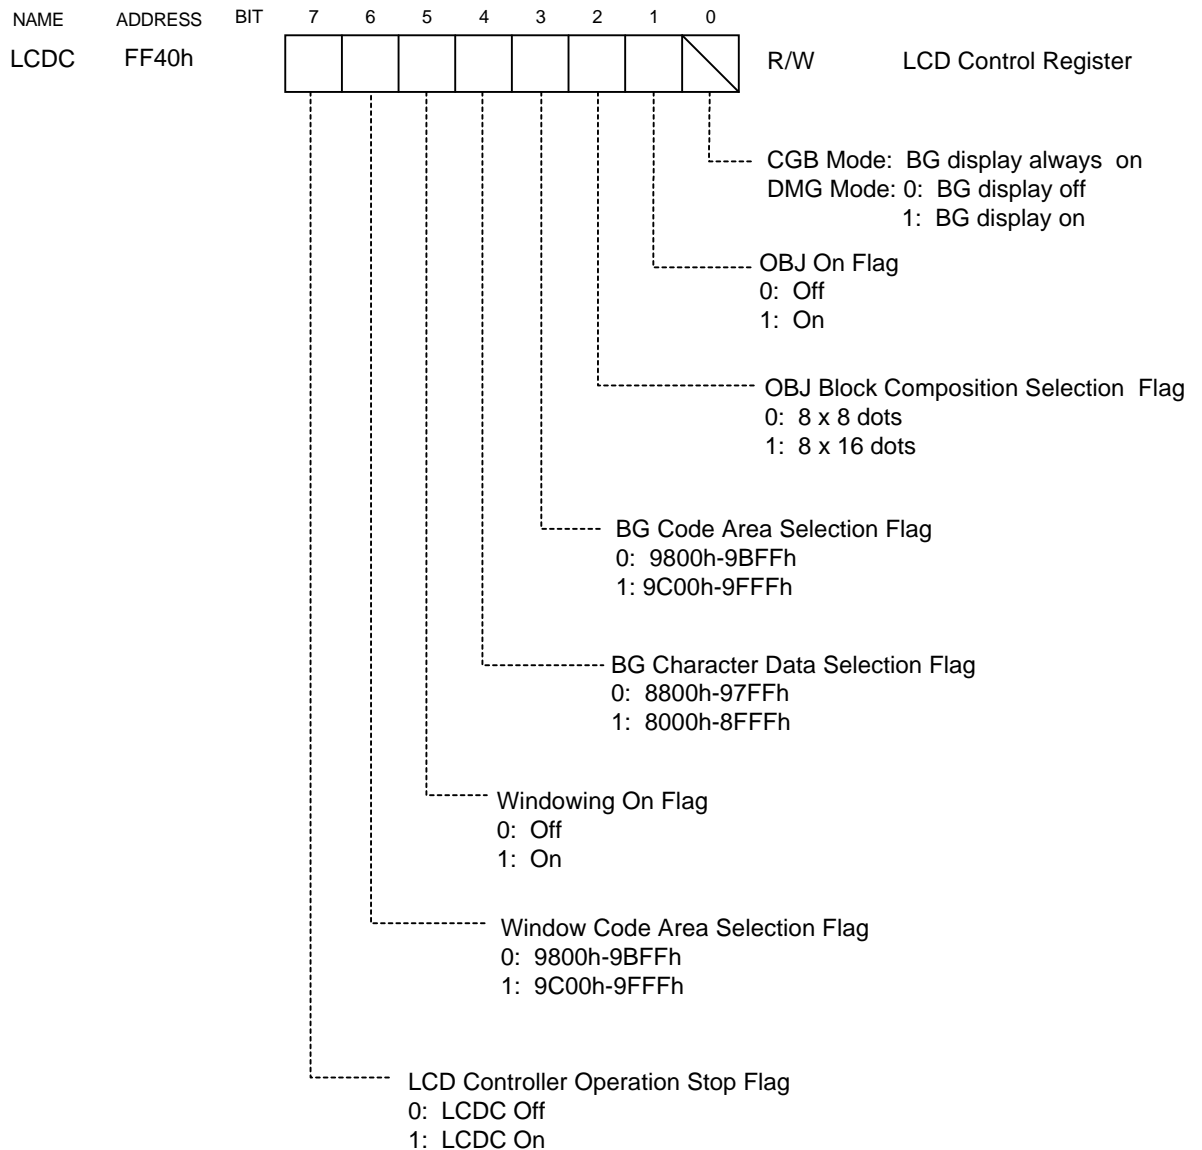 NAME ADDRESS BIT 7 6 5 4 3 2 1 0
LCDC FF40h R/W LCD Control Register
CGB Mode: BG display always on
DMG Mode: 0: BG display off
1: BG display on
OBJ On Flag
0: Off
1: On
OBJ Block Composition Selection Flag
0: 8 x 8 dots
1: 8 x 16 dots
BG Code Area Selection Flag
0: 9800h-9BFFh
1: 9C00h-9FFFh
BG Character Data Selection Flag
0: 8800h-97FFh
1: 8000h-8FFFh
Windowing On Flag
0: Off
1: On
Window Code Area Selection Flag
0: 9800h-9BFFh
1: 9C00h-9FFFh
LCD Controller Operation Stop Flag
0: LCDC Off
1: LCDC On